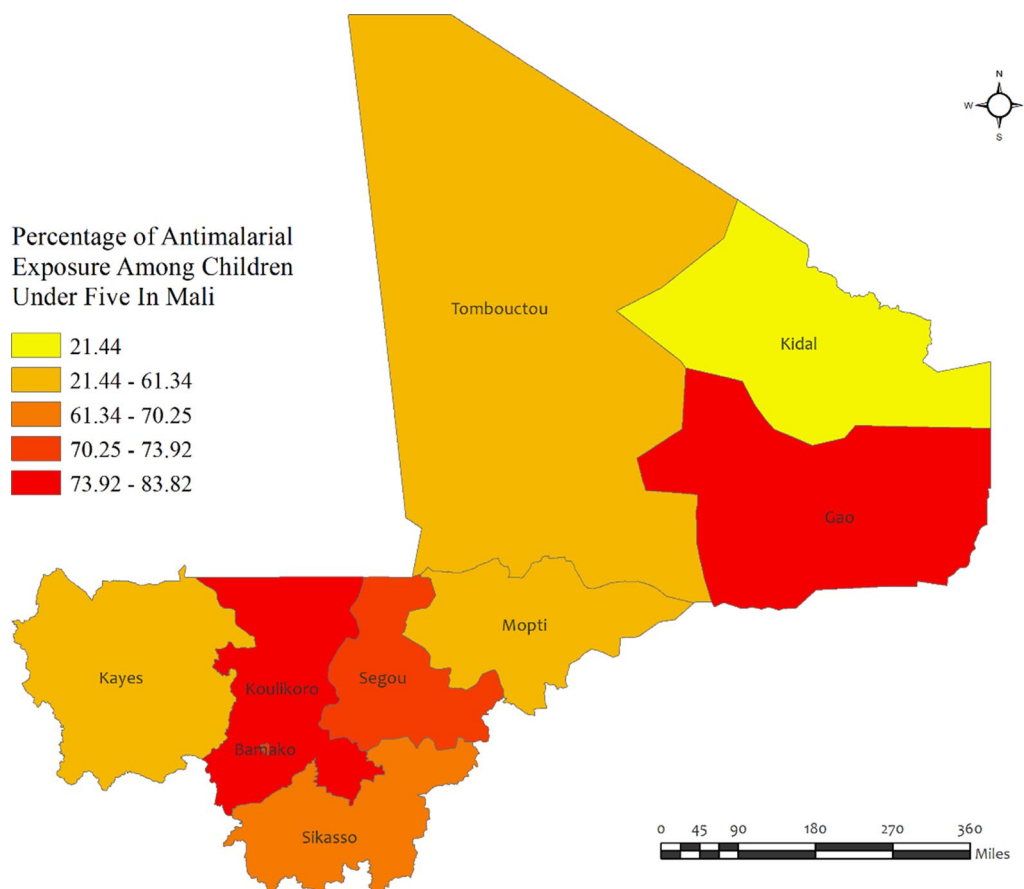 N
W
S
Percentage of Antimalarial
Exposure Among Children
Under Five In Mali
21.44
21.44 - 61.34
61.34 - 70.25
70.25 - 73.92
73.92 - 83.82
Tombouctou
Kidal
Gao
Mopti
Kayes
Koulikoro
Segou
Bamako
Sikasso
0 45 90 180 270 360
Miles